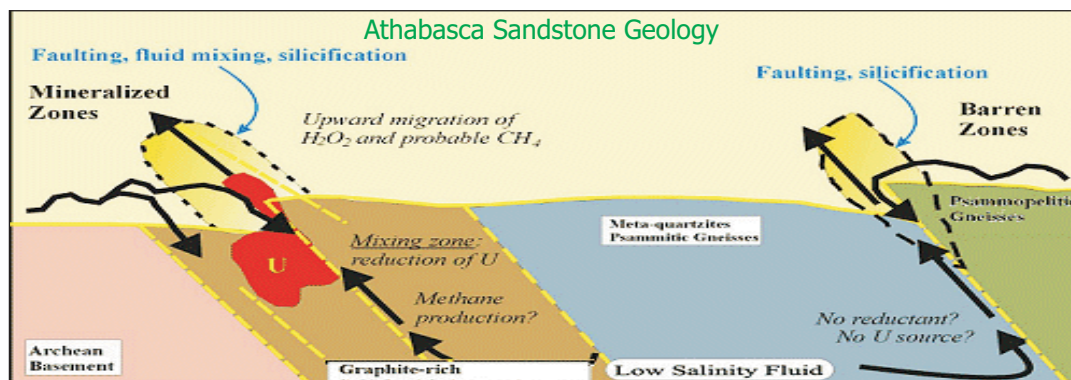 Athabasca Sandstone Geology
Faulting, fluid mixing, silicification
Mineralized
Zones
Upward migration of
H₂O₂ and probable CH₄
Faulting, silicification
Barren
Zones
Psammopelitic
Gneisses
Meta-quartzites
Psammitic Gneisses
Mixing zone:
reduction of U
U
Methane
production?
No reductant?
No U source?
Archean
Basement
Graphite-rich
Low Salinity Fluid